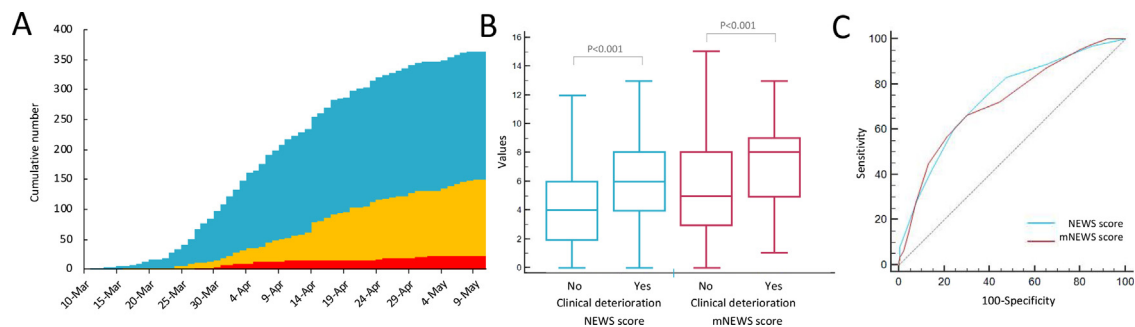 A
Cumulative number
400
350
300
250
200
150
100
50
0
10-Mar
15-Mar
20-Mar
25-Mar
30-Mar
4-Apr
9-Apr
14-Apr
19-Apr
24-Apr
29-Apr
4-May
9-May
B
Values
16
14
12
10
8
6
4
2
0
P<0.001
P<0.001
No Yes No Yes
Clinical deterioration Clinical deterioration
NEWS score mNEWS score
C
Sensitivity
100
80
60
40
20
0
NEWS score
mNEWS score
0 20 40 60 80 100
100-Specificity